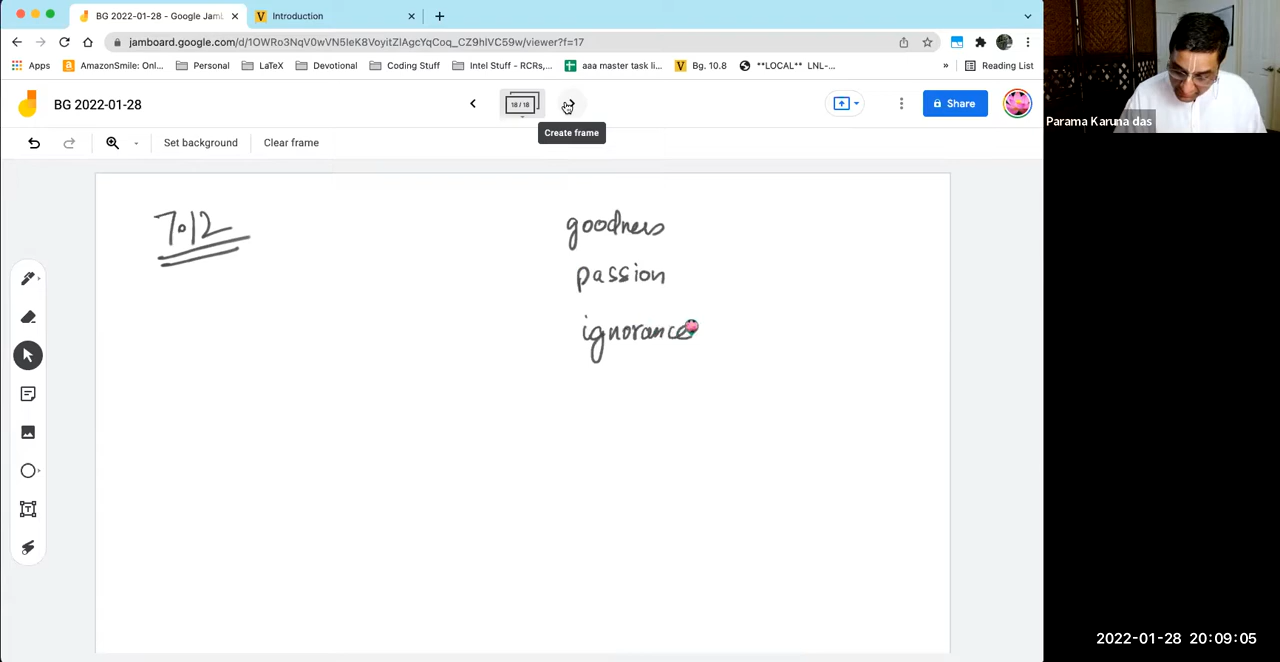 BG 2022-01-28 - Google Jam
Introduction
jamboard.google.com/d/1OWRo3NqV0wVN5leK8VoyitZlAgcYqCoq_CZ9hlVC59w/viewer?f=17
Apps
AmazonSmile: Onl...
Personal
LaTeX
Devotional
Coding Stuff
Intel Stuff - RCRs,...
aaa master task li...
Bg. 10.8
**LOCAL** LNL-...
»
Reading List
BG 2022-01-28
18 / 18
Share
Create frame
Set background
Clear frame
7.12
goodness
passion
ignorance
Parama Karuna das
2022-01-28 20:09:05